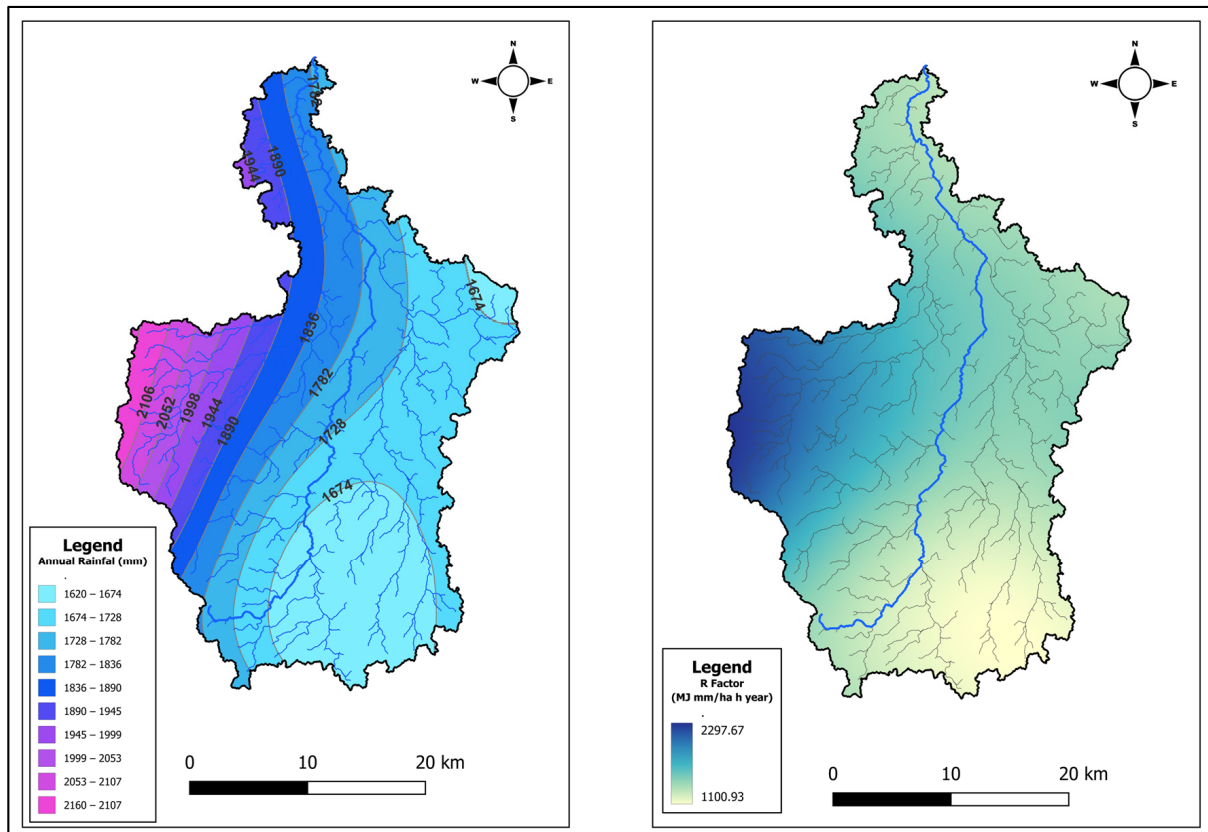 N
W E
S
1782
1890
1944
1674
1836
1782
2106
2052
1998
1944
1890
1728
1674
Legend
Annual Rainfal (mm)
.
1620 – 1674
1674 – 1728
1728 – 1782
1782 – 1836
1836 – 1890
1890 – 1945
1945 – 1999
1999 – 2053
2053 – 2107
2160 – 2107
0 10 20 km
N
W E
S
Legend
R Factor
(MJ mm/ha h year)
.
2297.67
1100.93
0 10 20 km